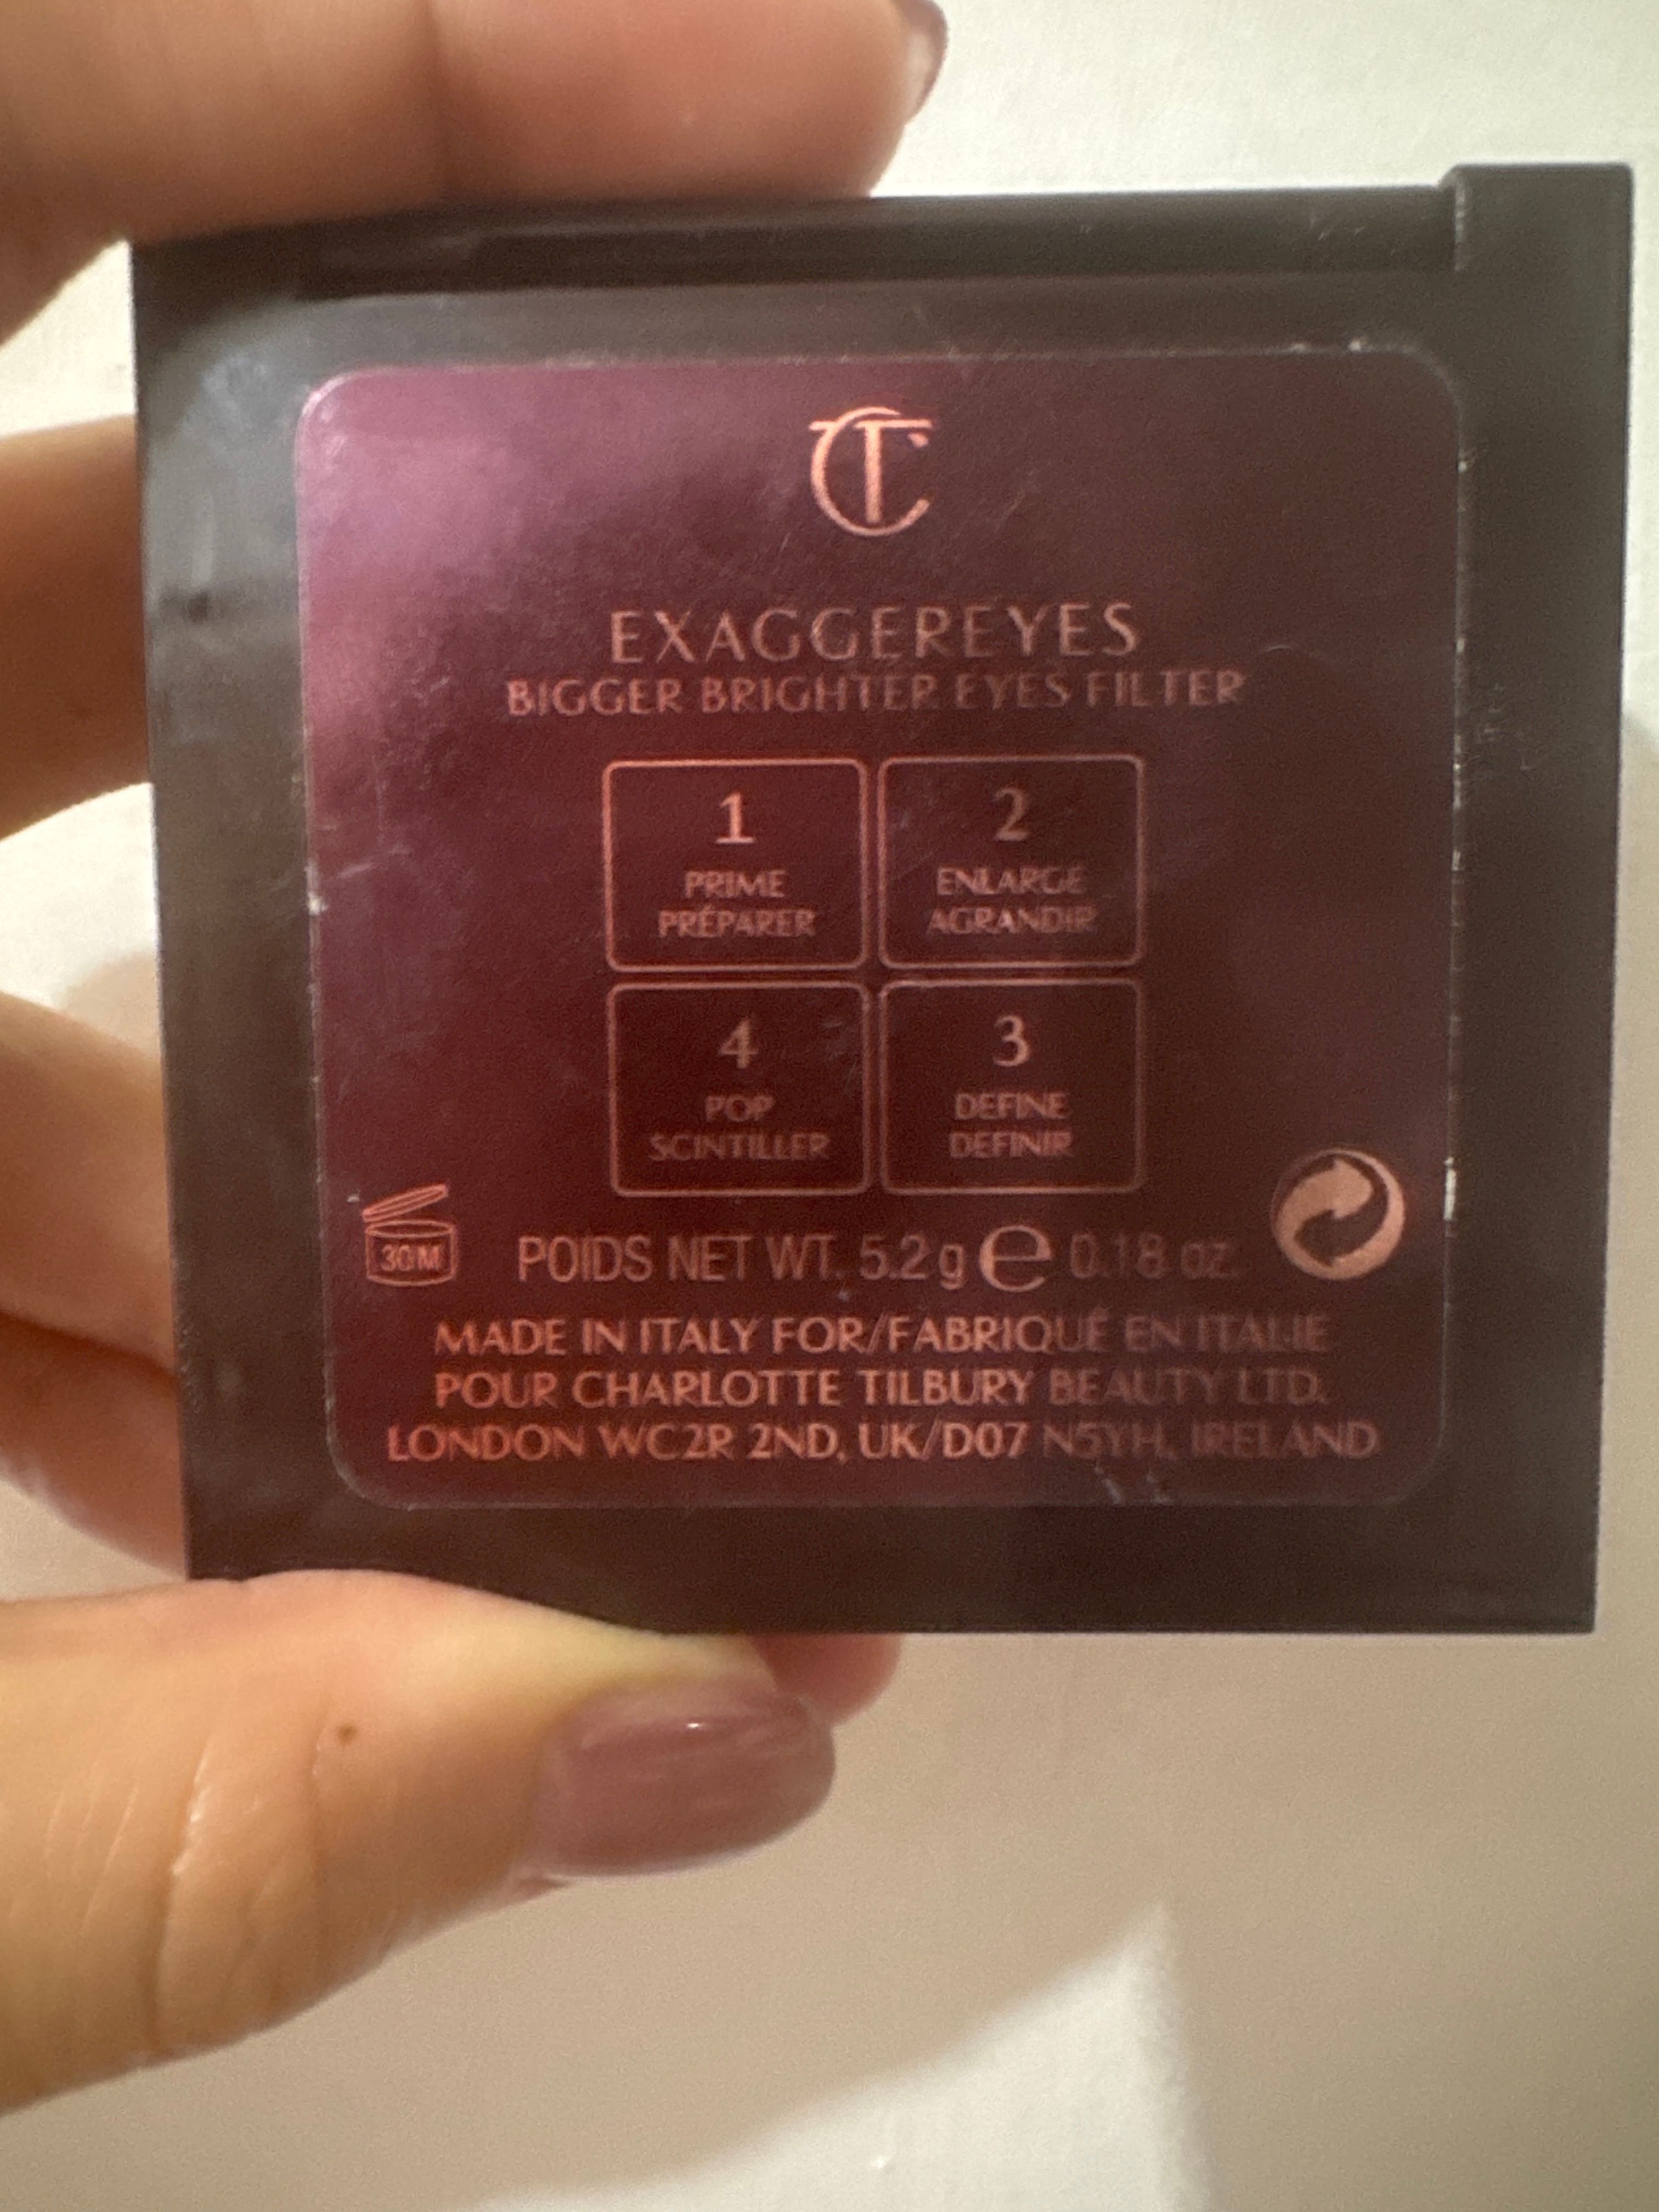 CT
EXAGGEREYES
BIGGER BRIGHTER EYES FILTER
1
PRIME
PRÉPARER
2
ENLARGE
AGRANDIR
4
POP
SCINTILLER
3
DEFINE
DEFINIR
30M
POIDS NET WT. 5.2 g e 0.18 oz.
MADE IN ITALY FOR/FABRIQUÉ EN ITALIE
POUR CHARLOTTE TILBURY BEAUTY LTD.
LONDON WC2R 2ND, UK/D07 N5YH, IRELAND